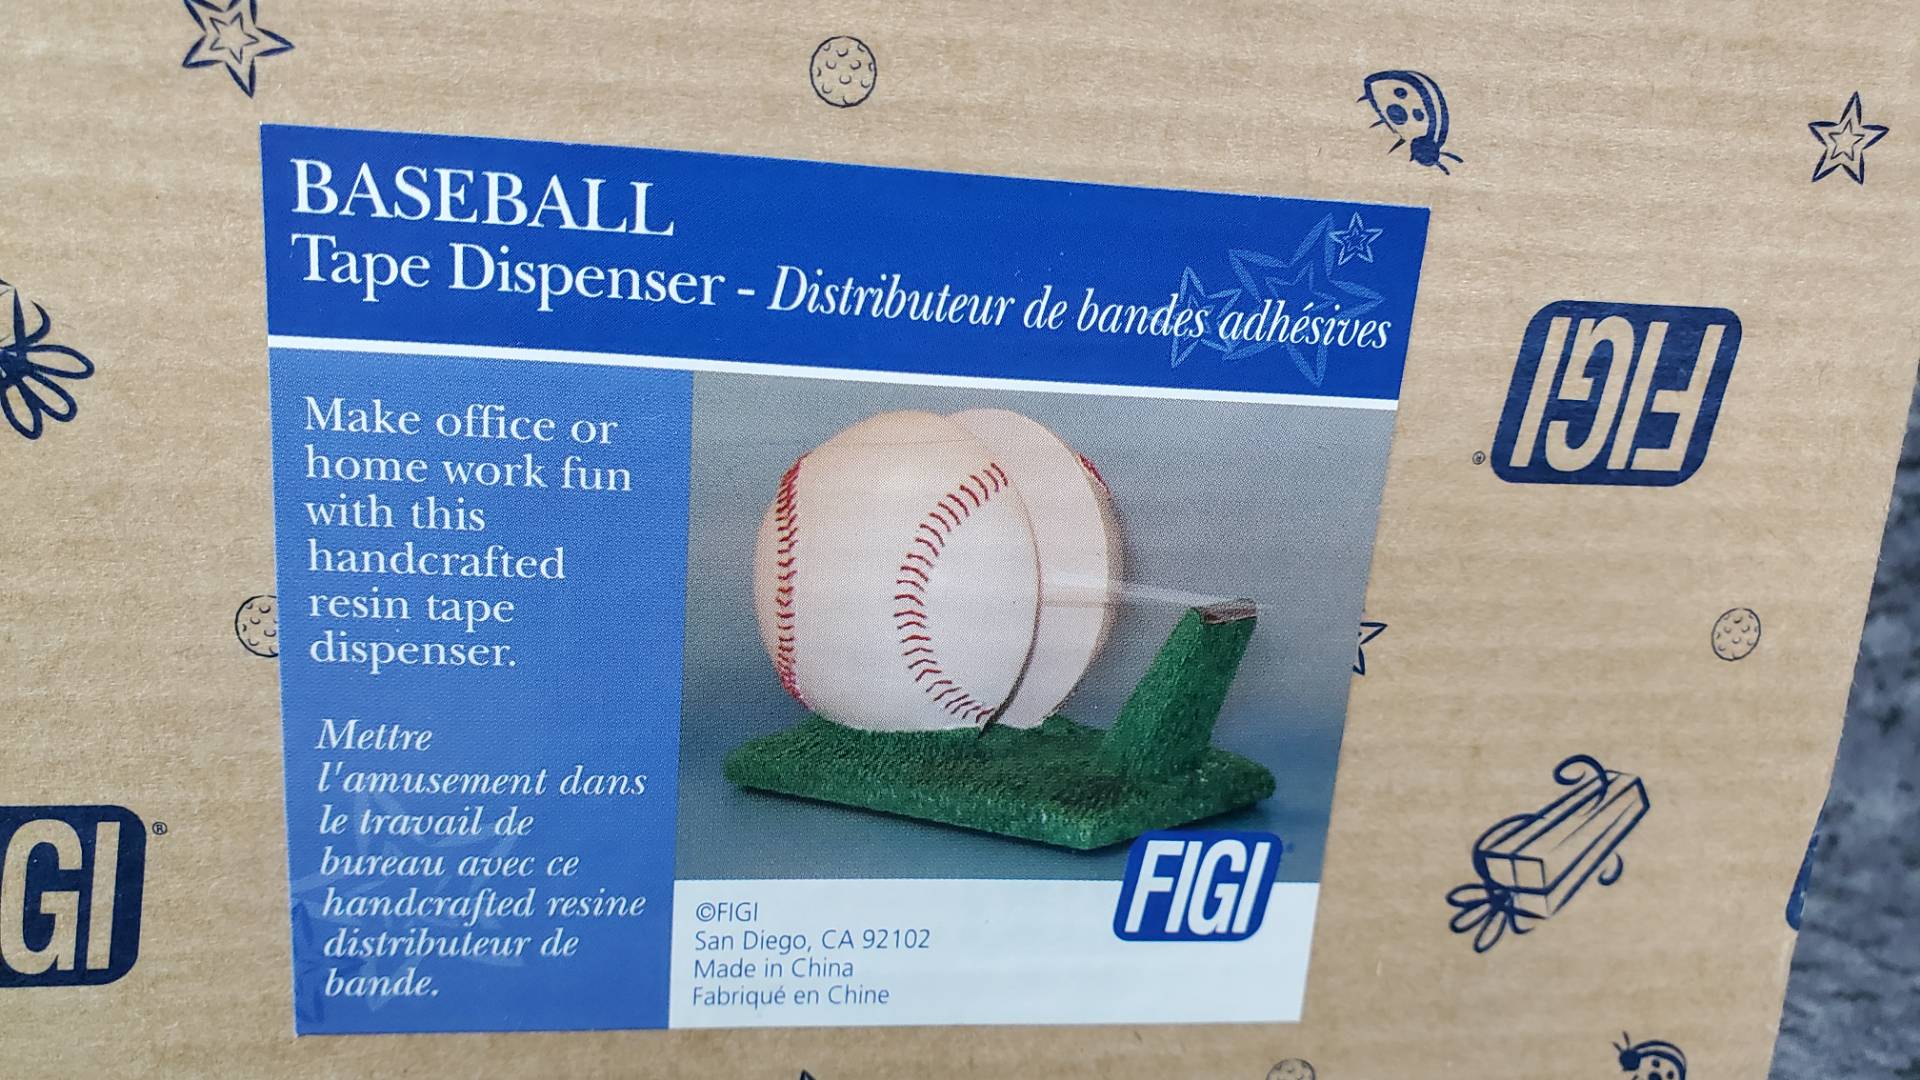 BASEBALL
Tape Dispenser - Distributeur de bandes adhésives
Make office or
home work fun
with this
handcrafted
resin tape
dispenser.
Mettre
l'amusement dans
le travail de
bureau avec ce
handcrafted resine
distributeur de
bande.
FIGI
©FIGI
San Diego, CA 92102
Made in China
Fabriqué en Chine
FIGI®
GI®